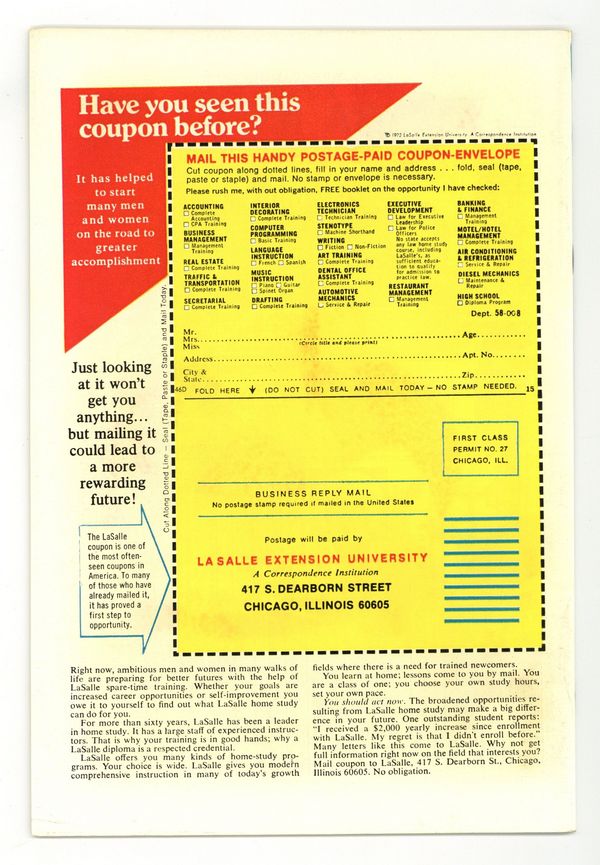 Have you seen this
coupon before?
© 1972 LaSalle Extension University. A Correspondence Institution
It has helped
to start
many men
and women
on the road to
greater
accomplishment
MAIL THIS HANDY POSTAGE-PAID COUPON-ENVELOPE
Cut coupon along dotted lines, fill in your name and address . . . fold, seal (tape,
paste or staple) and mail. No stamp or envelope is necessary.
Please rush me, with out obligation, FREE booklet on the opportunity I have checked:
ACCOUNTING
☐ Complete
Accounting
☐ CPA Training
BUSINESS
MANAGEMENT
☐ Management
Training
REAL ESTATE
☐ Complete Training
TRAFFIC &
TRANSPORTATION
☐ Complete Training
SECRETARIAL
☐ Complete Training
INTERIOR
DECORATING
☐ Complete Training
COMPUTER
PROGRAMMING
☐ Basic Training
LANGUAGE
INSTRUCTION
☐ French ☐ Spanish
MUSIC
INSTRUCTION
☐ Piano ☐ Guitar
☐ Spinet Organ
DRAFTING
☐ Complete Training
ELECTRONICS
TECHNICIAN
☐ Technician Training
STENOTYPE
☐ Machine Shorthand
WRITING
☐ Fiction ☐ Non-Fiction
ART TRAINING
☐ Complete Training
DENTAL OFFICE
ASSISTANT
☐ Complete Training
AUTOMOTIVE
MECHANICS
☐ Service & Repair
EXECUTIVE
DEVELOPMENT
☐ Law for Executive
Leadership
☐ Law for Police
Officers
No state accepts
any law home study
course, including
LaSalle's, as
sufficient educa-
tion to qualify
for admission to
practice law.
RESTAURANT
MANAGEMENT
☐ Management
Training
BANKING
& FINANCE
☐ Management
Training
MOTEL/HOTEL
MANAGEMENT
☐ Complete Training
AIR CONDITIONING
& REFRIGERATION
☐ Service & Repair
DIESEL MECHANICS
☐ Maintenance &
Repair
HIGH SCHOOL
☐ Diploma Program
Dept. 58-008
Mr.
Mrs.
Miss
(Circle title and please print)
Age
Address
Apt. No.
City &
State
Zip
46D FOLD HERE ↓ (DO NOT CUT) SEAL AND MAIL TODAY – NO STAMP NEEDED. 15
Cut Along Dotted Line – Seal (Tape, Paste or Staple) and Mail Today.
Just looking
at it won't
get you
anything...
but mailing it
could lead to
a more
rewarding
future!
FIRST CLASS
PERMIT NO. 27
CHICAGO, ILL.
BUSINESS REPLY MAIL
No postage stamp required if mailed in the United States
Postage will be paid by
LA SALLE EXTENSION UNIVERSITY
A Correspondence Institution
417 S. DEARBORN STREET
CHICAGO, ILLINOIS 60605
The LaSalle
coupon is one of
the most often-
seen coupons in
America. To many
of those who have
already mailed it,
it has proved a
first step to
opportunity.
Right now, ambitious men and women in many walks of
life are preparing for better futures with the help of
LaSalle spare-time training. Whether your goals are
increased career opportunities or self-improvement you
owe it to yourself to find out what LaSalle home study
can do for you.
For more than sixty years, LaSalle has been a leader
in home study. It has a large staff of experienced instruc-
tors. That is why your training is in good hands; why a
LaSalle diploma is a respected credential.
LaSalle offers you many kinds of home-study pro-
grams. Your choice is wide. LaSalle gives you modern
comprehensive instruction in many of today's growth
fields where there is a need for trained newcomers.
You learn at home; lessons come to you by mail. You
are a class of one; you choose your own study hours,
set your own pace.
You should act now. The broadened opportunities re-
sulting from LaSalle home study may make a big differ-
ence in your future. One outstanding student reports:
"I received a $2,000 yearly increase since enrollment
with LaSalle. My regret is that I didn't enroll before."
Many letters like this come to LaSalle. Why not get
full information right now on the field that interests you?
Mail coupon to LaSalle, 417 S. Dearborn St., Chicago,
Illinois 60605. No obligation.